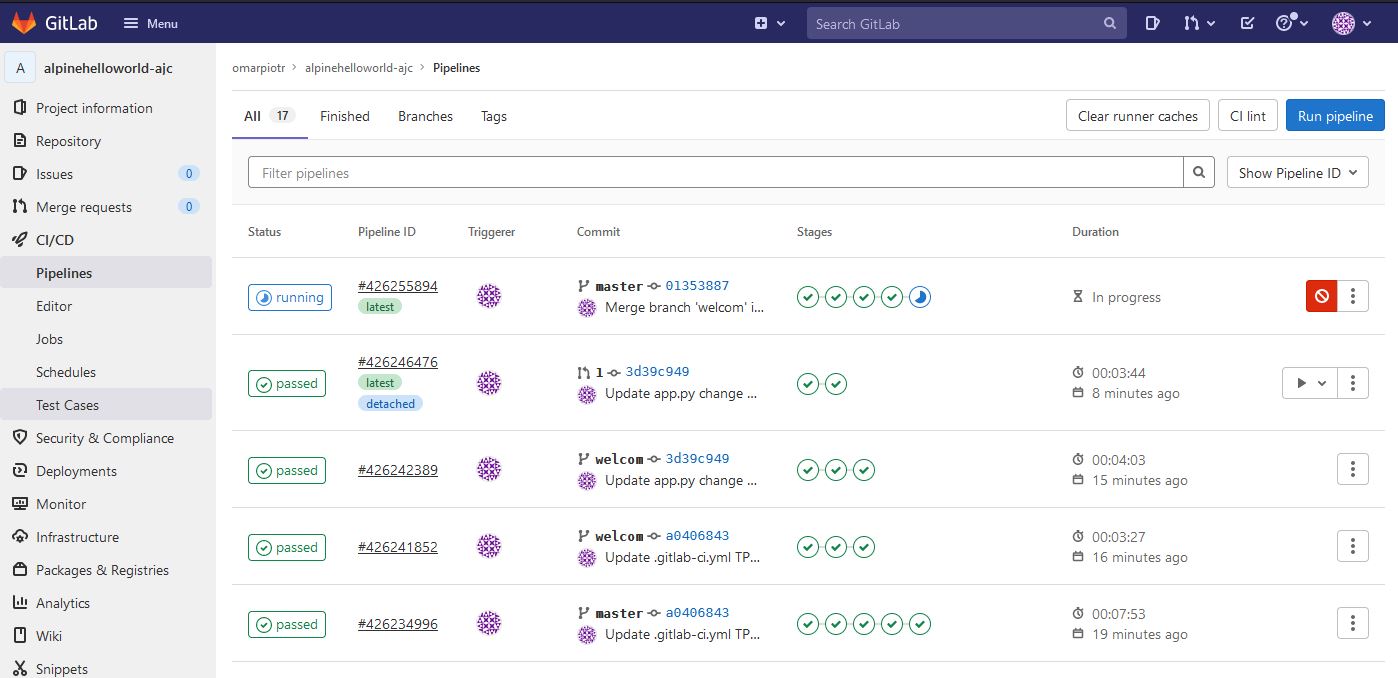 GitLab Menu Search GitLab
A alpinehelloworld-ajc
Project information
Repository
Issues 0
Merge requests 0
CI/CD
Pipelines
Editor
Jobs
Schedules
Test Cases
Security & Compliance
Deployments
Monitor
Infrastructure
Packages & Registries
Analytics
Wiki
Snippets
omarpiotr › alpinehelloworld-ajc › Pipelines
All 17 Finished Branches Tags Clear runner caches CI lint Run pipeline
Filter pipelines Show Pipeline ID
Status Pipeline ID Triggerer Commit Stages Duration
running #426255894 master 01353887 In progress
latest Merge branch 'welcom' i...
#426246476
passed latest 1 3d39c949 00:03:44
detached Update app.py change ... 8 minutes ago
passed #426242389 welcom 3d39c949 00:04:03
Update app.py change ... 15 minutes ago
passed #426241852 welcom a0406843 00:03:27
Update .gitlab-ci.yml TP... 16 minutes ago
passed #426234996 master a0406843 00:07:53
Update .gitlab-ci.yml TP... 19 minutes ago